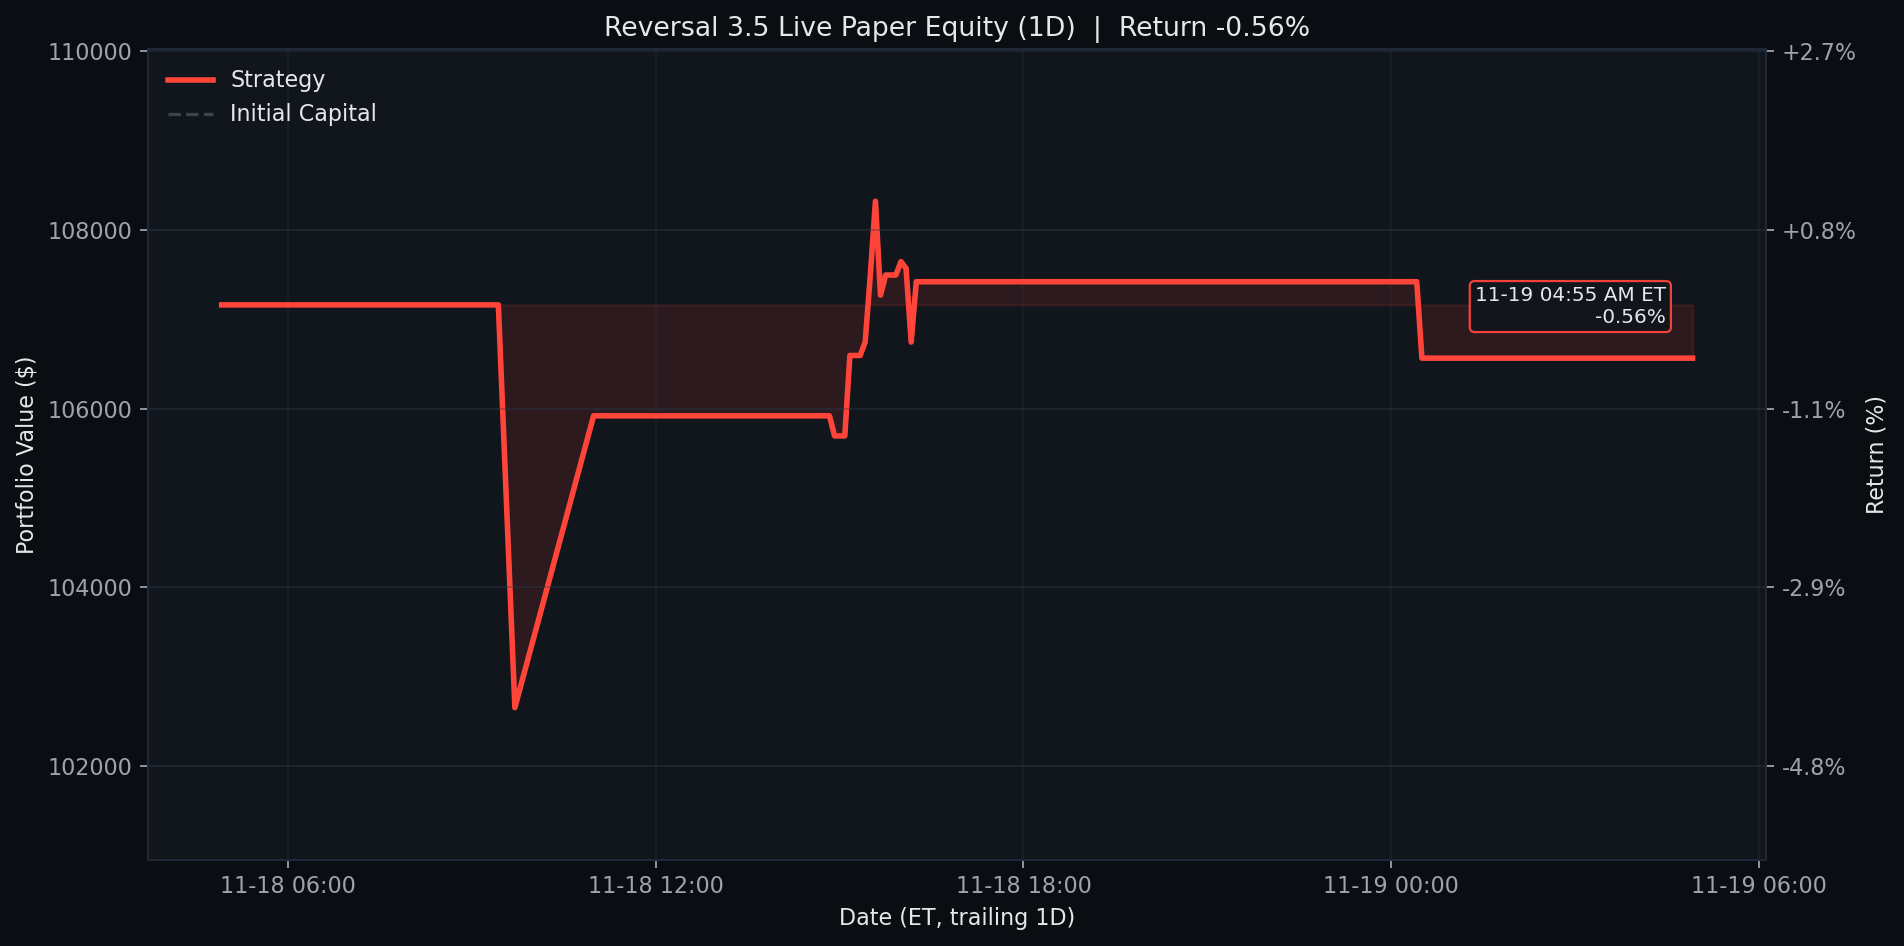 Reversal 3.5 Live Paper Equity (1D)  |  Return -0.56%
Strategy
Initial Capital
110000
108000
106000
104000
102000
Portfolio Value ($)
+2.7%
+0.8%
-1.1%
-2.9%
-4.8%
Return (%)
11-19 04:55 AM ET
-0.56%
11-18 06:00
11-18 12:00
11-18 18:00
11-19 00:00
11-19 06:00
Date (ET, trailing 1D)